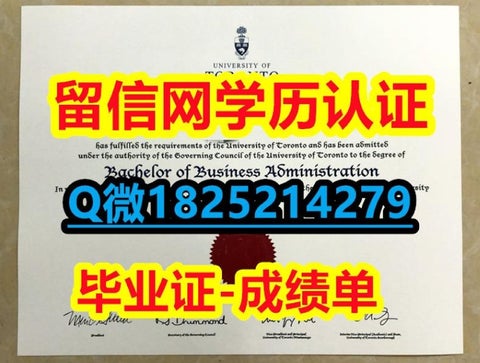 UNIVERSITY OF
TORONTO
留信网学历认证
has fulfilled the requirements of the University of Toronto and has been admitted
under the authority of the Governing Council of the University of Toronto to the degree of
Bachelor of Business Administration
Q微1825214279
毕业证-成绩单